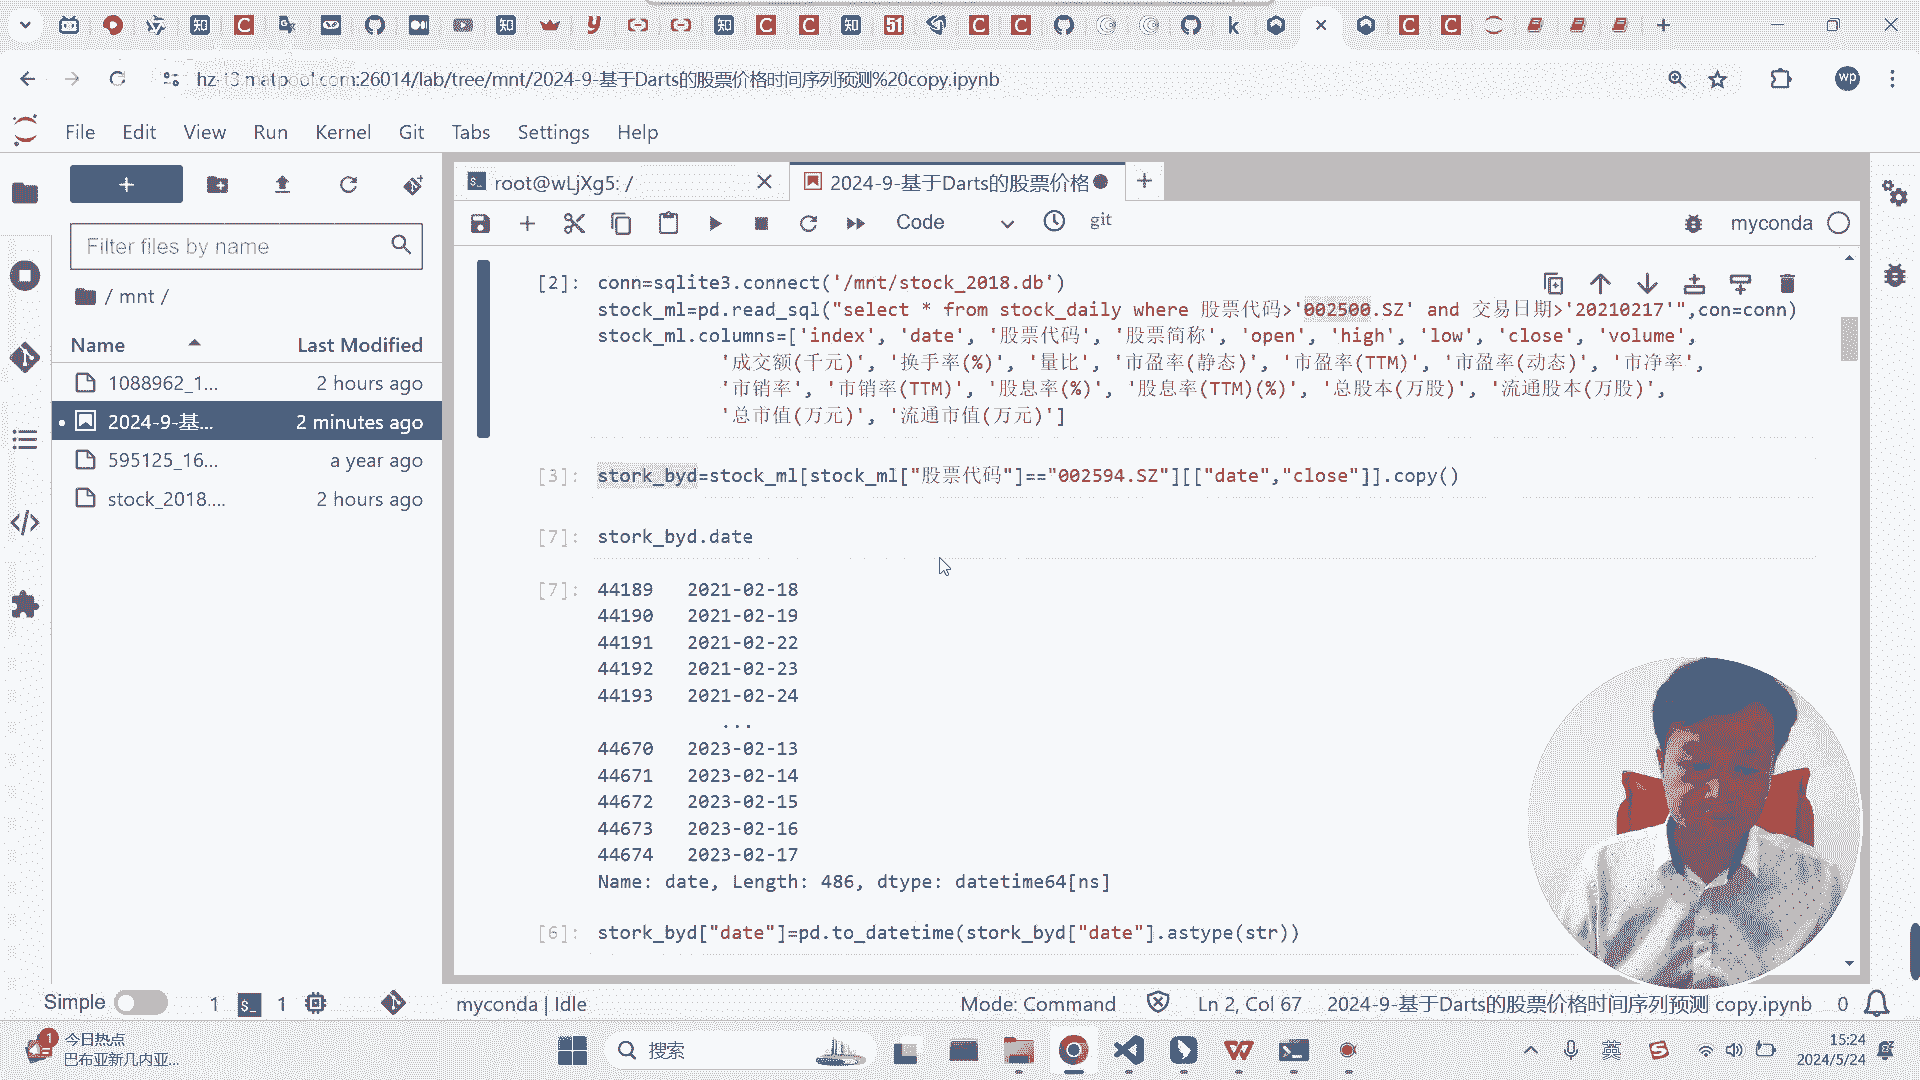 hz-t3.matpool.com:26014/lab/tree/mnt/2024-9-基于Darts的股票价格时间序列预测%20copy.ipynb
wp
File Edit View Run Kernel Git Tabs Settings Help
root@wLjXg5: /
2024-9-基于Darts的股票价格
Code
git
myconda
Filter files by name
/ mnt /
Name Last Modified
1088962_1... 2 hours ago
2024-9-基... 2 minutes ago
595125_16... a year ago
stock_2018.... 2 hours ago
[2]: conn=sqlite3.connect('/mnt/stock_2018.db')
stock_ml=pd.read_sql("select * from stock_daily where 股票代码>'002500.SZ' and 交易日期>'20210217'",con=conn)
stock_ml.columns=['index', 'date', '股票代码', '股票简称', 'open', 'high', 'low', 'close', 'volume',
'成交额(千元)', '换手率(%)', '量比', '市盈率(静态)', '市盈率(TTM)', '市盈率(动态)', '市净率',
'市销率', '市销率(TTM)', '股息率(%)', '股息率(TTM)(%)', '总股本(万股)', '流通股本(万股)',
'总市值(万元)', '流通市值(万元)']
[3]: stork_byd=stock_ml[stock_ml["股票代码"]=="002594.SZ"][["date","close"]].copy()
[7]: stork_byd.date
[7]: 44189 2021-02-18
44190 2021-02-19
44191 2021-02-22
44192 2021-02-23
44193 2021-02-24
...
44670 2023-02-13
44671 2023-02-14
44672 2023-02-15
44673 2023-02-16
44674 2023-02-17
Name: date, Length: 486, dtype: datetime64[ns]
[6]: stork_byd["date"]=pd.to_datetime(stork_byd["date"].astype(str))
Simple 1 1 myconda | Idle Mode: Command Ln 2, Col 67 2024-9-基于Darts的股票价格时间序列预测 copy.ipynb 0
1 今日热点
巴布亚新几内亚...
搜索
英
15:24
2024/5/24